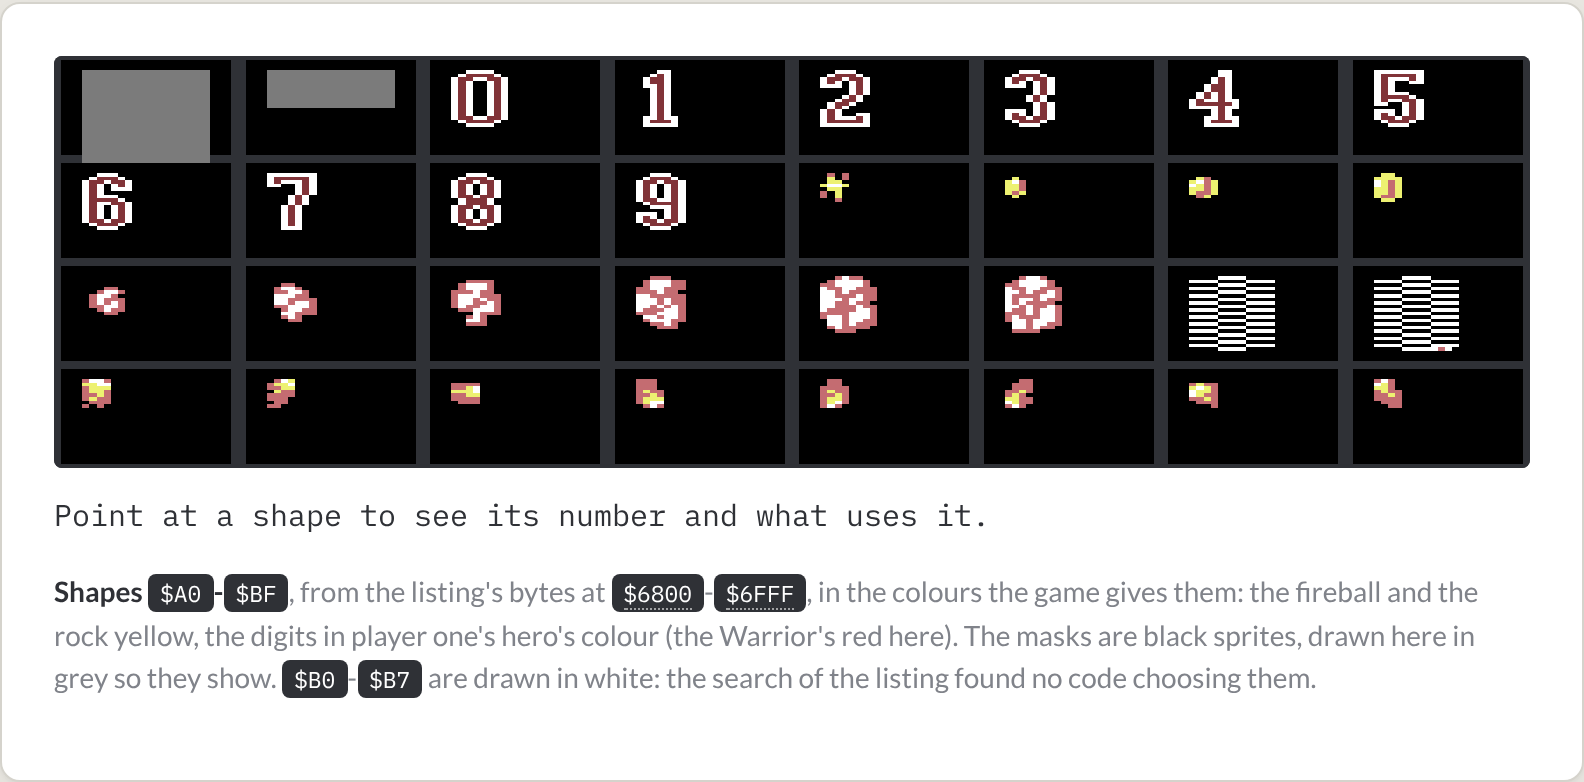 0 1 2 3 4 5
6 7 8 9
Point at a shape to see its number and what uses it.
Shapes $A0-$BF, from the listing's bytes at $6800-$6FFF, in the colours the game gives them: the fireball and the
rock yellow, the digits in player one's hero's colour (the Warrior's red here). The masks are black sprites, drawn here in
grey so they show. $B0-$B7 are drawn in white: the search of the listing found no code choosing them.